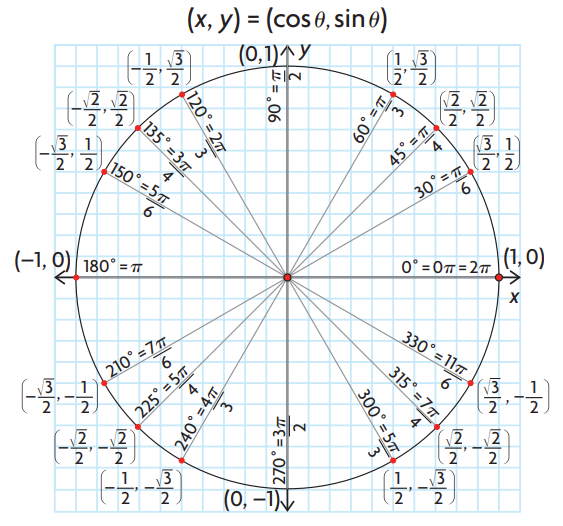 (x, y) = (cos θ, sin θ)
(0, 1) y
(-1/2, √3/2)
(1/2, √3/2)
(-√2/2, √2/2)
(√2/2, √2/2)
(-√3/2, 1/2)
(√3/2, 1/2)
90° = π/2
120° = 2π/3
60° = π/3
135° = 3π/4
45° = π/4
150° = 5π/6
30° = π/6
(-1, 0)
180° = π
0° = 0π = 2π
(1, 0)
x
210° = 7π/6
330° = 11π/6
225° = 5π/4
315° = 7π/4
240° = 4π/3
300° = 5π/3
270° = 3π/2
(-√3/2, -1/2)
(√3/2, -1/2)
(-√2/2, -√2/2)
(√2/2, -√2/2)
(-1/2, -√3/2)
(1/2, -√3/2)
(0, -1)